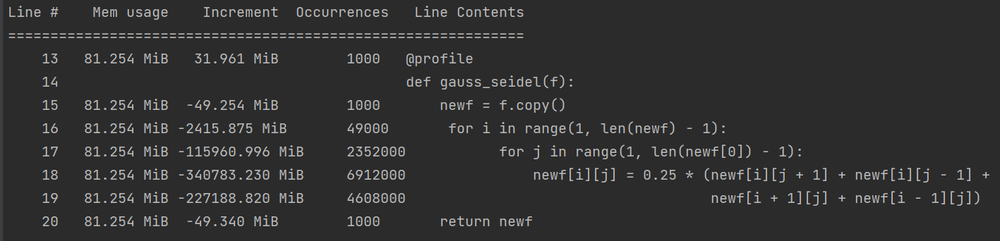 Line #    Mem usage    Increment  Occurrences   Line Contents
=============================================================
    13   81.254 MiB   31.961 MiB        1000   @profile
    14                                         def gauss_seidel(f):
    15   81.254 MiB  -49.254 MiB        1000       newf = f.copy()
    16   81.254 MiB -2415.875 MiB       49000       for i in range(1, len(newf) - 1):
    17   81.254 MiB -115960.996 MiB     2352000           for j in range(1, len(newf[0]) - 1):
    18   81.254 MiB -340783.230 MiB     6912000               newf[i][j] = 0.25 * (newf[i][j + 1] + newf[i][j - 1] +
    19   81.254 MiB -227188.820 MiB     4608000                                    newf[i + 1][j] + newf[i - 1][j])
    20   81.254 MiB  -49.340 MiB        1000       return newf